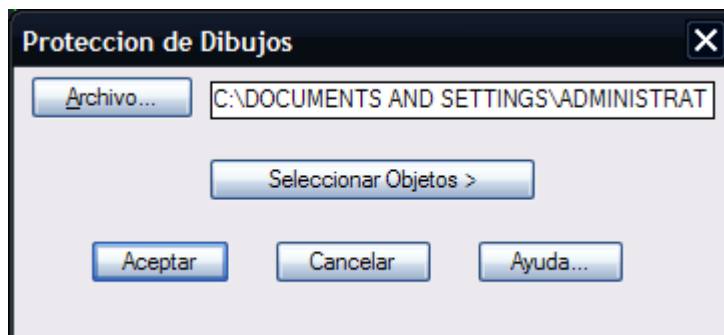 Proteccion de Dibujos
Archivo... C:\DOCUMENTS AND SETTINGS\ADMINISTRAT
Seleccionar Objetos >
Aceptar Cancelar Ayuda...